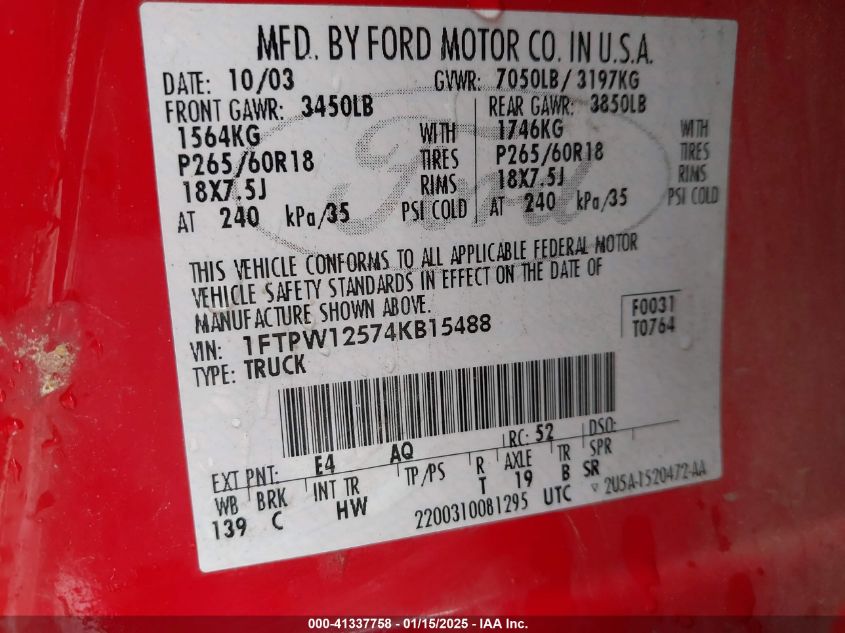 MFD. BY FORD MOTOR CO. IN U.S.A.
DATE: 10/03 GVWR: 7050LB/ 3197KG
FRONT GAWR: 3450LB REAR GAWR: 3850LB
1564KG WITH 1746KG WITH
P265/60R18 TIRES P265/60R18 TIRES
18X7.5J RIMS 18X7.5J RIMS
AT 240 kPa/35 PSI COLD AT 240 kPa/35 PSI COLD
Ford
THIS VEHICLE CONFORMS TO ALL APPLICABLE FEDERAL MOTOR
VEHICLE SAFETY STANDARDS IN EFFECT ON THE DATE OF
MANUFACTURE SHOWN ABOVE.
F0031
VIN: 1FTPW12574KB15488
T0764
TYPE: TRUCK
EXT PNT: E4 AQ RC: 52 DSO:
WB BRK INT TR TP/PS R AXLE TR SPR
139 C HW T 19 B SR
2200310081295 UTC ▽ 2U5A-1520472-AA
000-41337758 - 01/15/2025 - IAA Inc.